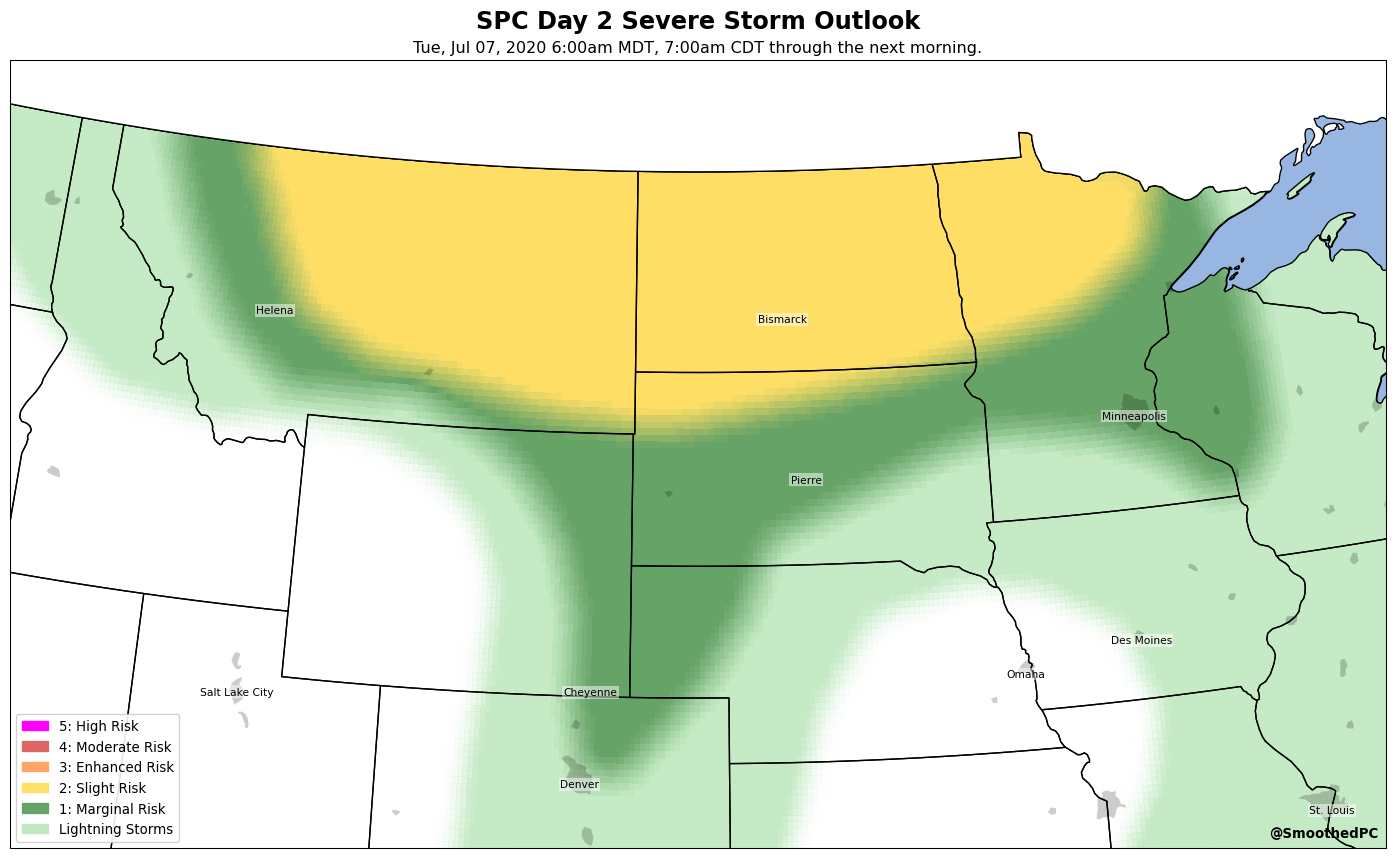 SPC Day 2 Severe Storm Outlook
Tue, Jul 07, 2020 6:00am MDT, 7:00am CDT through the next morning.
Helena
Bismarck
Minneapolis
Pierre
Des Moines
Omaha
Salt Lake City
Cheyenne
Denver
St. Louis
5: High Risk
4: Moderate Risk
3: Enhanced Risk
2: Slight Risk
1: Marginal Risk
Lightning Storms
@SmoothedPC